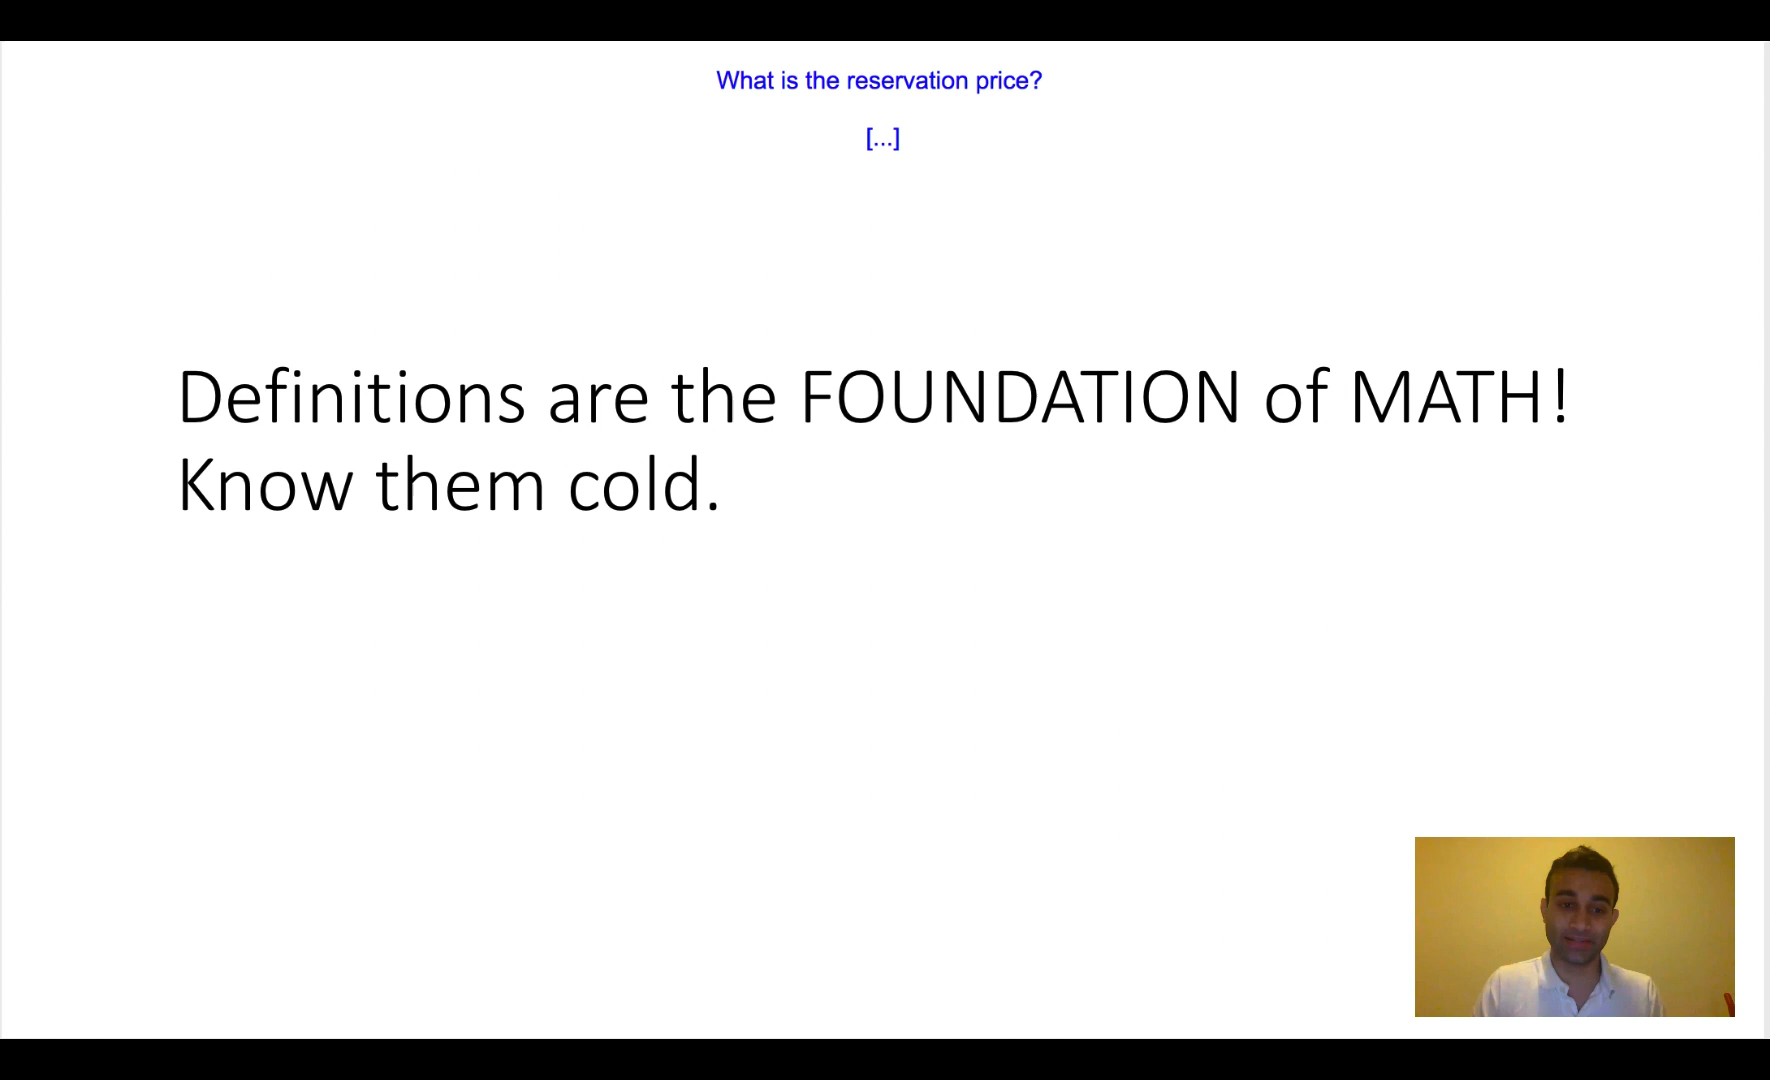 What is the reservation price?
[...]
Definitions are the FOUNDATION of MATH!
Know them cold.